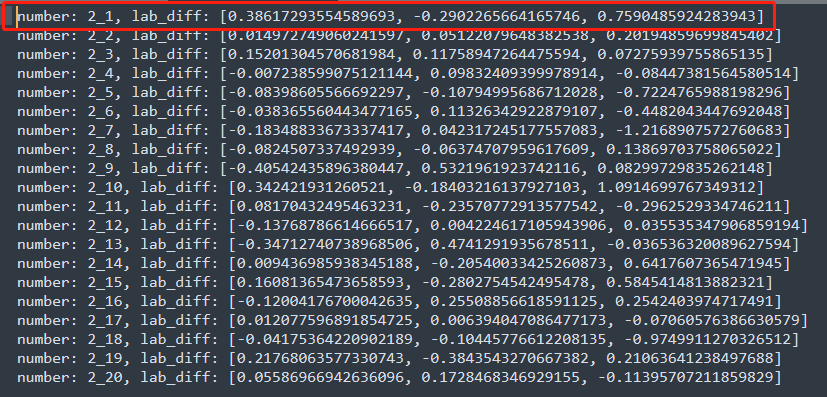 number: 2_1, lab_diff: [0.38617293554589693, -0.2902265664165746, 0.7590485924283943]
number: 2_2, lab_diff: [0.014972749060241597, 0.05122079648382538, 0.20194859699845402]
number: 2_3, lab_diff: [0.15201304570681984, 0.11758947264475594, 0.07275939755865135]
number: 2_4, lab_diff: [-0.007238599075121144, 0.09832409399978914, -0.08447381564580514]
number: 2_5, lab_diff: [-0.08398605566692297, -0.10794995686712028, -0.7224765988198296]
number: 2_6, lab_diff: [-0.038365560443477165, 0.11326342922879107, -0.4482043447692048]
number: 2_7, lab_diff: [-0.18348833673337417, 0.042317245177557083, -1.2168907572760683]
number: 2_8, lab_diff: [-0.0824507337492939, -0.06374707959617609, 0.13869703758065022]
number: 2_9, lab_diff: [-0.40542435896380447, 0.5321961923742116, 0.08299729835262148]
number: 2_10, lab_diff: [0.342421931260521, -0.18403216137927103, 1.0914699767349312]
number: 2_11, lab_diff: [0.08170432495463231, -0.23570772913577542, -0.2962529334746211]
number: 2_12, lab_diff: [-0.13768786614666517, 0.004224617105943906, 0.035535347906859194]
number: 2_13, lab_diff: [-0.34712740738968506, 0.4741291935678511, -0.036536320089627594]
number: 2_14, lab_diff: [0.009436985938345188, -0.20540033425260873, 0.6417607365471945]
number: 2_15, lab_diff: [0.16081365473658593, -0.2802754542495478, 0.5845414813882321]
number: 2_16, lab_diff: [-0.12004176700042635, 0.25508856618591125, 0.2542403974717491]
number: 2_17, lab_diff: [0.012077596891854725, 0.006394047086477173, -0.07060576386630579]
number: 2_18, lab_diff: [-0.04175364220902189, -0.10445776612208135, -0.9749911270326512]
number: 2_19, lab_diff: [0.21768063577330743, -0.3843543270667382, 0.21063641238497688]
number: 2_20, lab_diff: [0.05586966942636096, 0.1728468346929155, -0.11395707211859829]